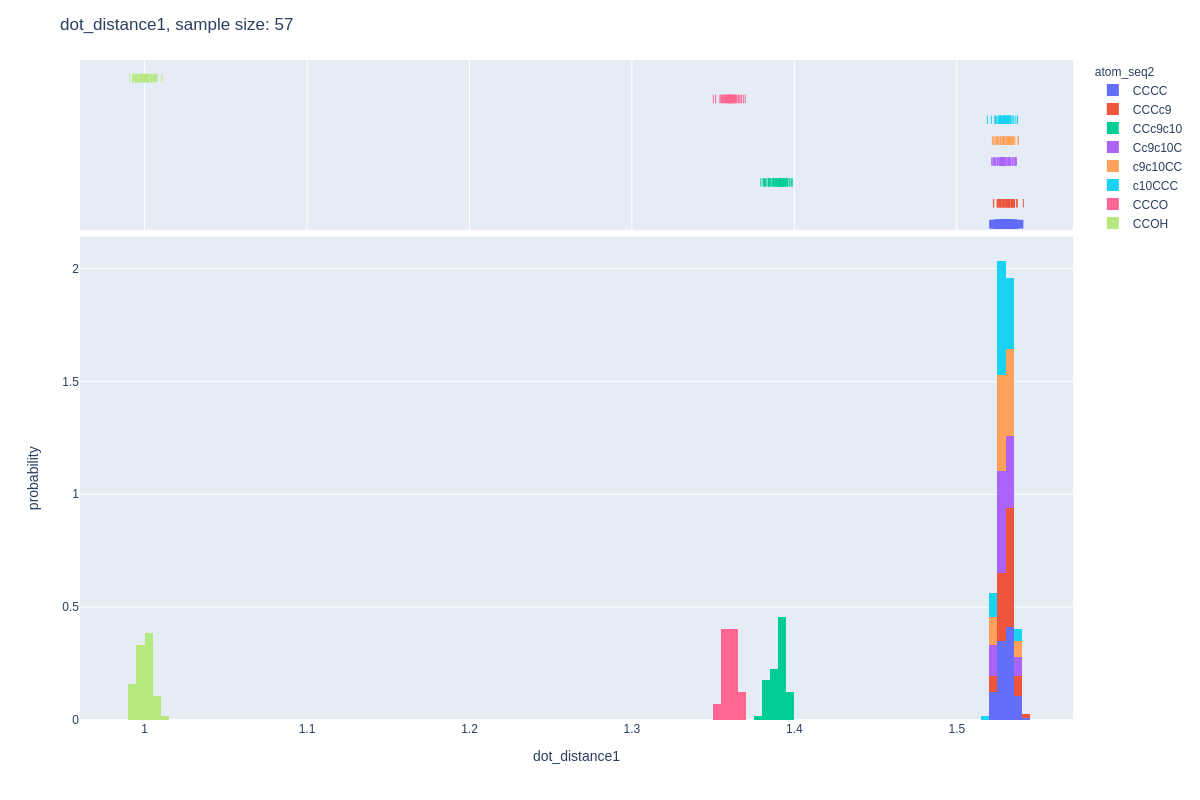 dot_distance1, sample size: 57
atom_seq2
CCCC
CCCc9
CCc9c10
Cc9c10C
c9c10CC
c10CCC
CCCO
CCOH
probability
2
1.5
1
0.5
0
1
1.1
1.2
1.3
1.4
1.5
dot_distance1